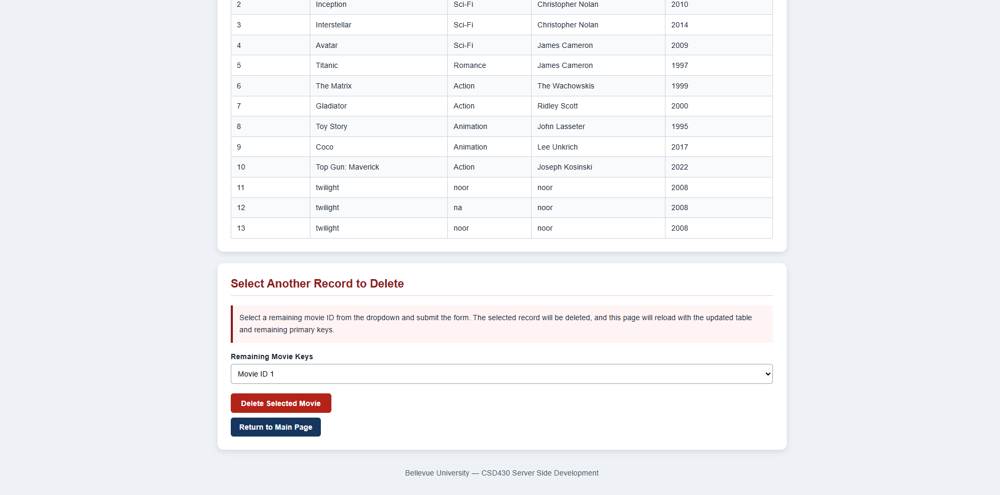 2 Inception Sci-Fi Christopher Nolan 2010
3 Interstellar Sci-Fi Christopher Nolan 2014
4 Avatar Sci-Fi James Cameron 2009
5 Titanic Romance James Cameron 1997
6 The Matrix Action The Wachowskis 1999
7 Gladiator Action Ridley Scott 2000
8 Toy Story Animation John Lasseter 1995
9 Coco Animation Lee Unkrich 2017
10 Top Gun: Maverick Action Joseph Kosinski 2022
11 twilight noor noor 2008
12 twilight na noor 2008
13 twilight noor noor 2008
Select Another Record to Delete
Select a remaining movie ID from the dropdown and submit the form. The selected record will be deleted, and this page will reload with the updated table
and remaining primary keys.
Remaining Movie Keys
Movie ID 1
Delete Selected Movie
Return to Main Page
Bellevue University — CSD430 Server Side Development